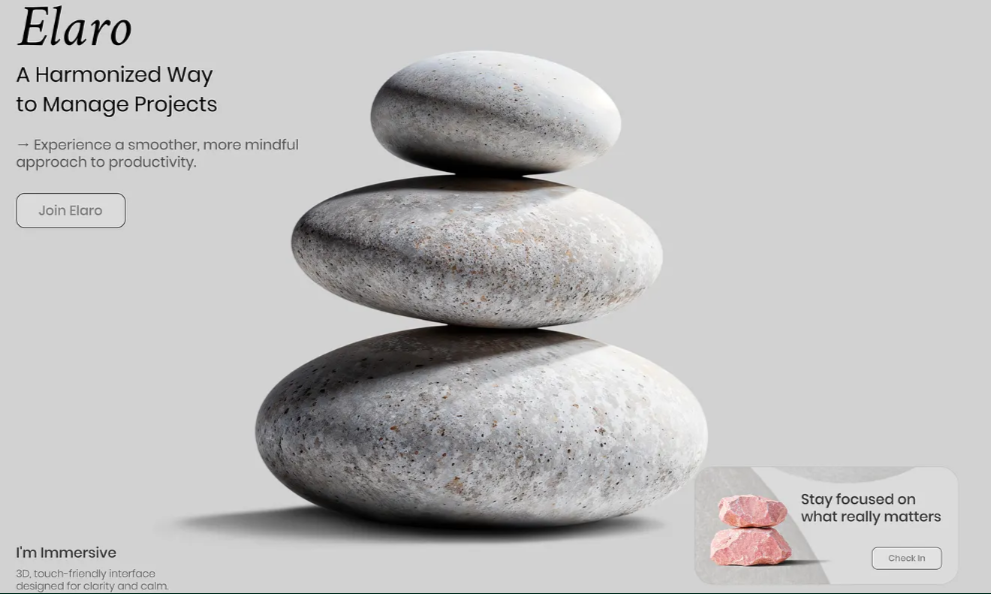 Elaro
A Harmonized Way
to Manage Projects
→ Experience a smoother, more mindful
approach to productivity.
Join Elaro
I'm Immersive
3D, touch-friendly interface
designed for clarity and calm.
Stay focused on
what really matters
Check In